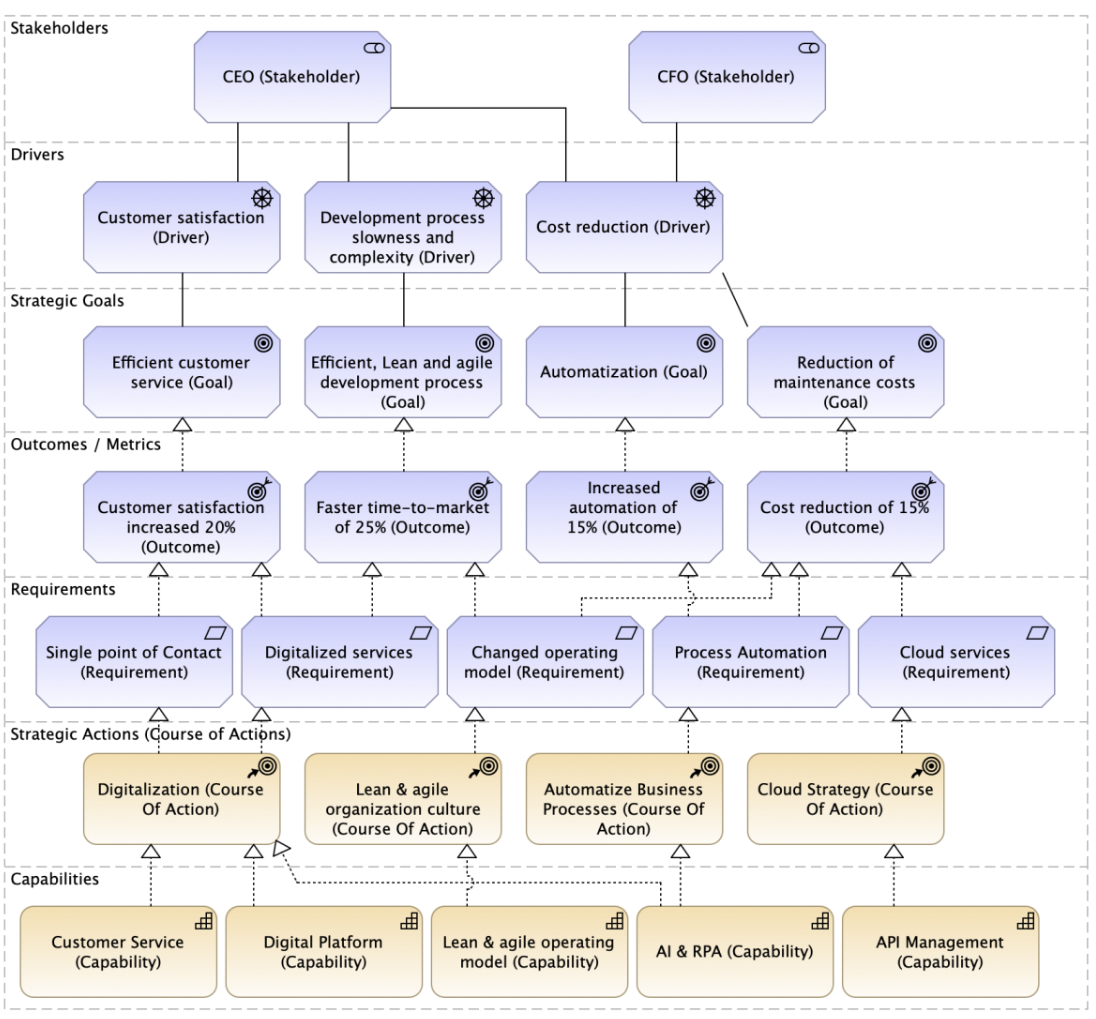 Stakeholders
CEO (Stakeholder)
CFO (Stakeholder)
Drivers
Customer satisfaction
(Driver)
Development process
slowness and
complexity (Driver)
Cost reduction (Driver)
Strategic Goals
Efficient customer
service (Goal)
Efficient, Lean and agile
development process
(Goal)
Automatization (Goal)
Reduction of
maintenance costs
(Goal)
Outcomes / Metrics
Customer satisfaction
increased 20%
(Outcome)
Faster time-to-market
of 25% (Outcome)
Increased
automation of
15% (Outcome)
Cost reduction of 15%
(Outcome)
Requirements
Single point of Contact
(Requirement)
Digitalized services
(Requirement)
Changed operating
model (Requirement)
Process Automation
(Requirement)
Cloud services
(Requirement)
Strategic Actions (Course of Actions)
Digitalization (Course
Of Action)
Lean & agile
organization culture
(Course Of Action)
Automatize Business
Processes (Course Of
Action)
Cloud Strategy (Course
Of Action)
Capabilities
Customer Service
(Capability)
Digital Platform
(Capability)
Lean & agile operating
model (Capability)
AI & RPA (Capability)
API Management
(Capability)